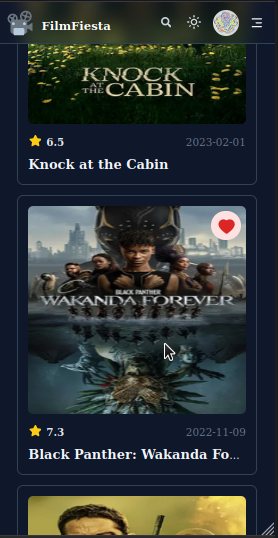 FilmFiesta
KNOCK
AT THE CABIN
6.5
2023-02-01
Knock at the Cabin
BLACK PANTHER
WAKANDA FOREVER
7.3
2022-11-09
Black Panther: Wakanda Fo...